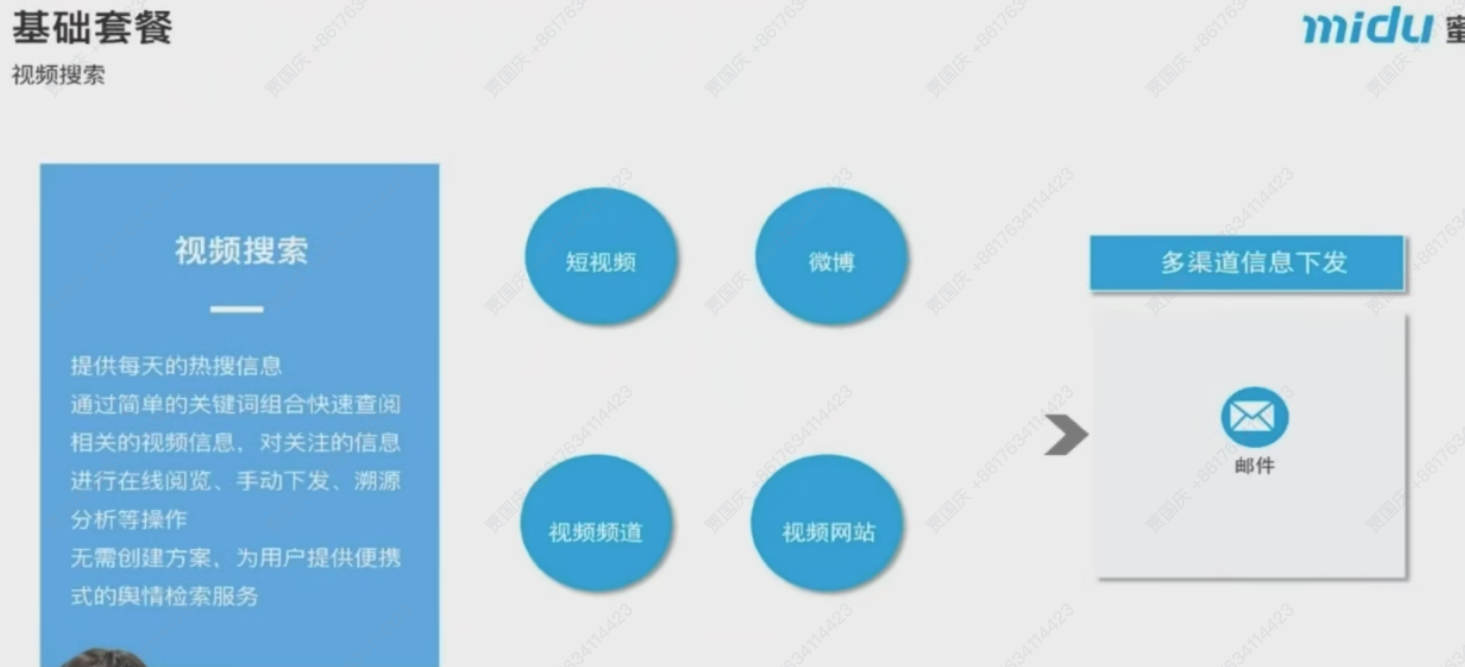 基础套餐
midu 蜜
视频搜索
视频搜索
提供每天的热搜信息
通过简单的关键词组合快速查阅
相关的视频信息，对关注的信息
进行在线阅览、手动下发、溯源
分析等操作
无需创建方案，为用户提供便携
式的舆情检索服务
短视频
微博
视频频道
视频网站
多渠道信息下发
邮件
贾国庆 +8617634114423